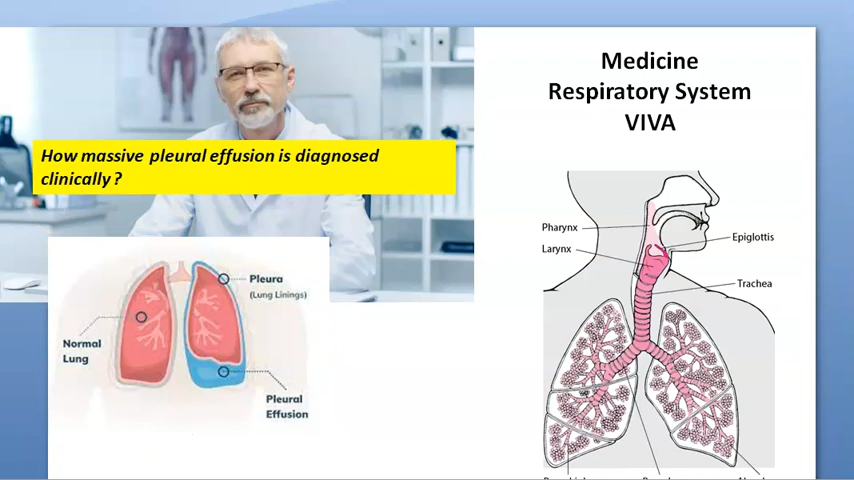 Medicine
Respiratory System
VIVA
How massive pleural effusion is diagnosed
clinically ?
Pleura
(Lung Linings)
Normal
Lung
Pleural
Effusion
Pharynx
Larynx
Epiglottis
Trachea